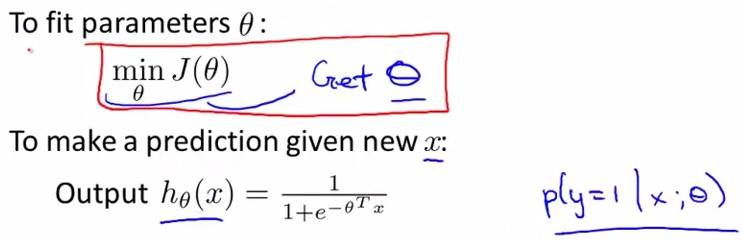 To fit parameters θ:
min_θ J(θ) Get θ
To make a prediction given new x:
Output h_θ(x) = 1/(1+e^{-θ^T x}) p(y=1|x;θ)